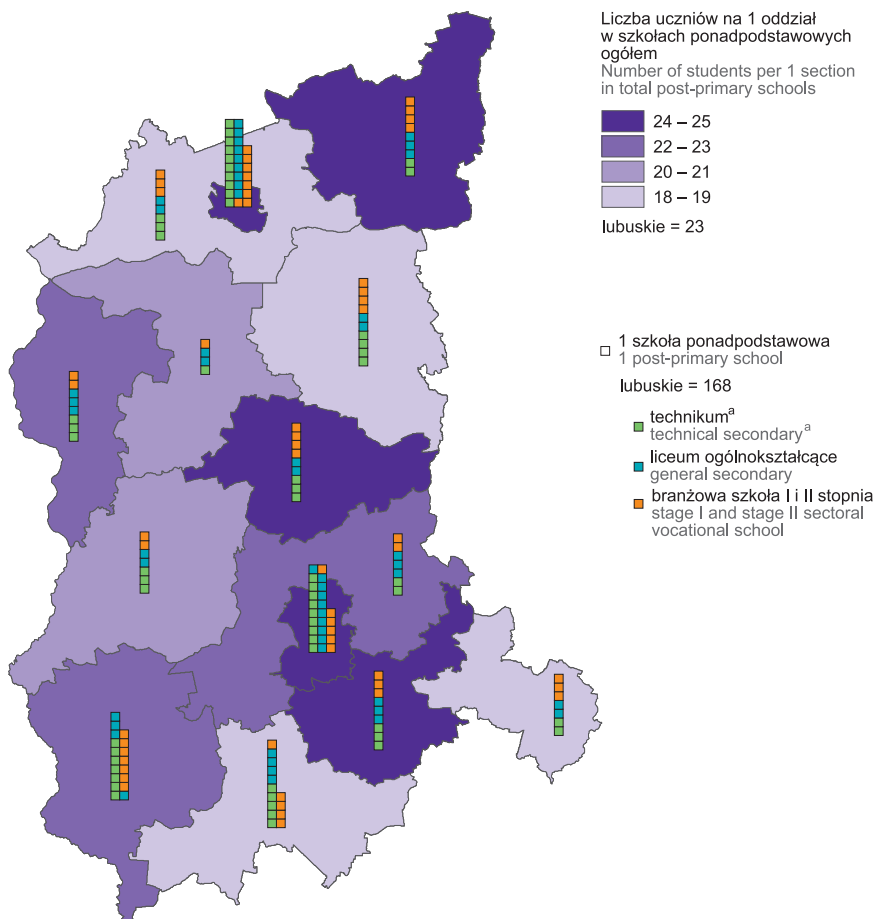 Liczba uczniów na 1 oddział
w szkołach ponadpodstawowych
ogółem
Number of students per 1 section
in total post-primary schools
24 – 25
22 – 23
20 – 21
18 – 19
lubuskie = 23
1 szkoła ponadpodstawowa
1 post-primary school
lubuskie = 168
technikumᵃ
technical secondaryᵃ
liceum ogólnokształcące
general secondary
branżowa szkoła I i II stopnia
stage I and stage II sectoral
vocational school